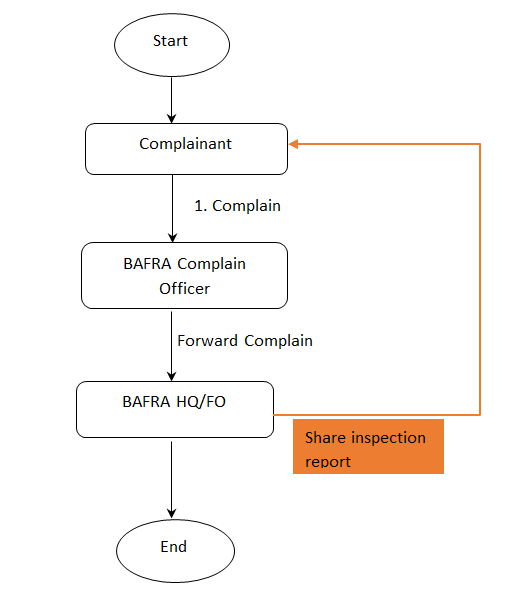 Start
Complainant
1. Complain
BAFRA Complain
Officer
Forward Complain
BAFRA HQ/FO
Share inspection
report
End